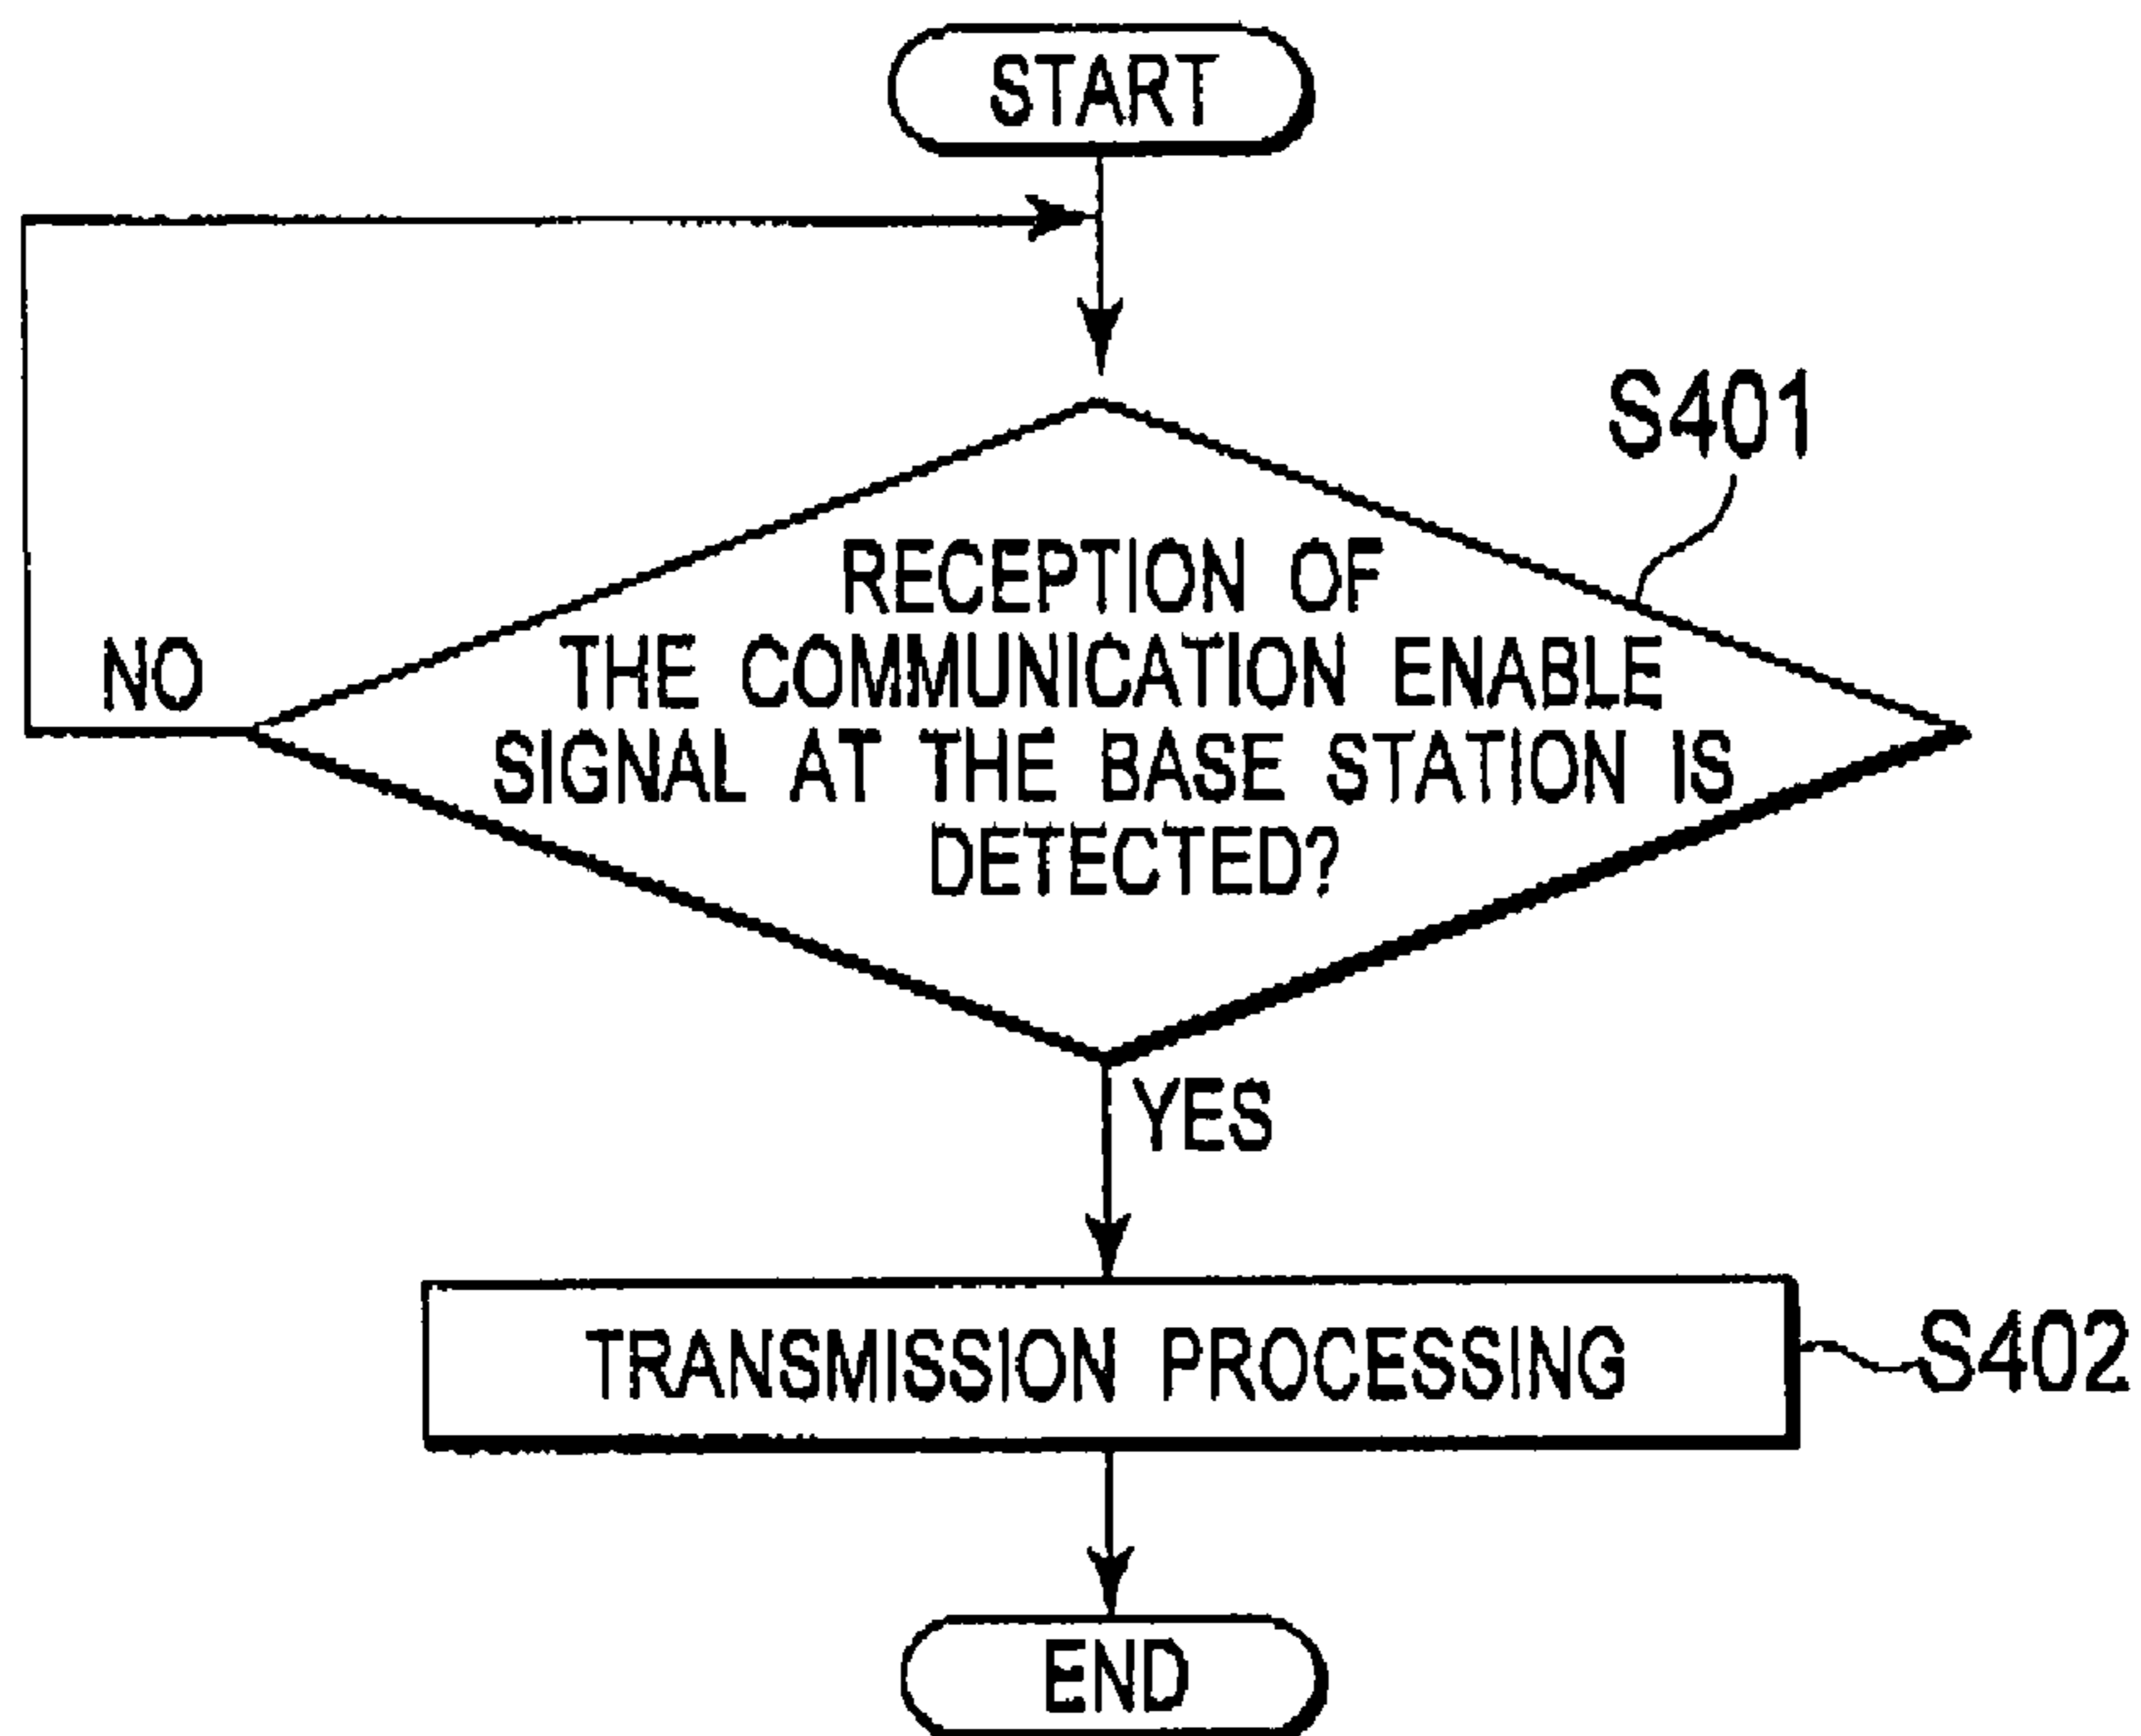 START
S401
RECEPTION OF
THE COMMUNICATION ENABLE
SIGNAL AT THE BASE STATION IS
DETECTED?
NO
YES
TRANSMISSION PROCESSING
S402
END